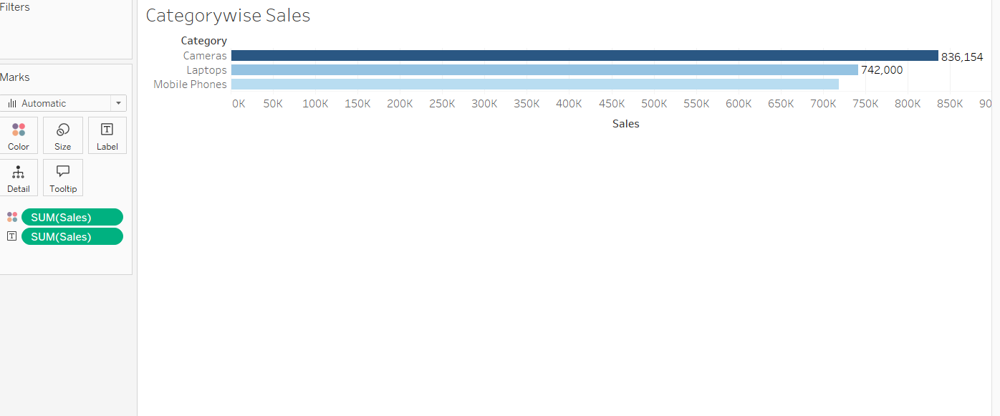 Filters
Marks
Automatic
Color Size Label
Detail Tooltip
SUM(Sales)
SUM(Sales)
Categorywise Sales
Category
Cameras 836,154
Laptops 742,000
Mobile Phones
0K 50K 100K 150K 200K 250K 300K 350K 400K 450K 500K 550K 600K 650K 700K 750K 800K 850K 90
Sales